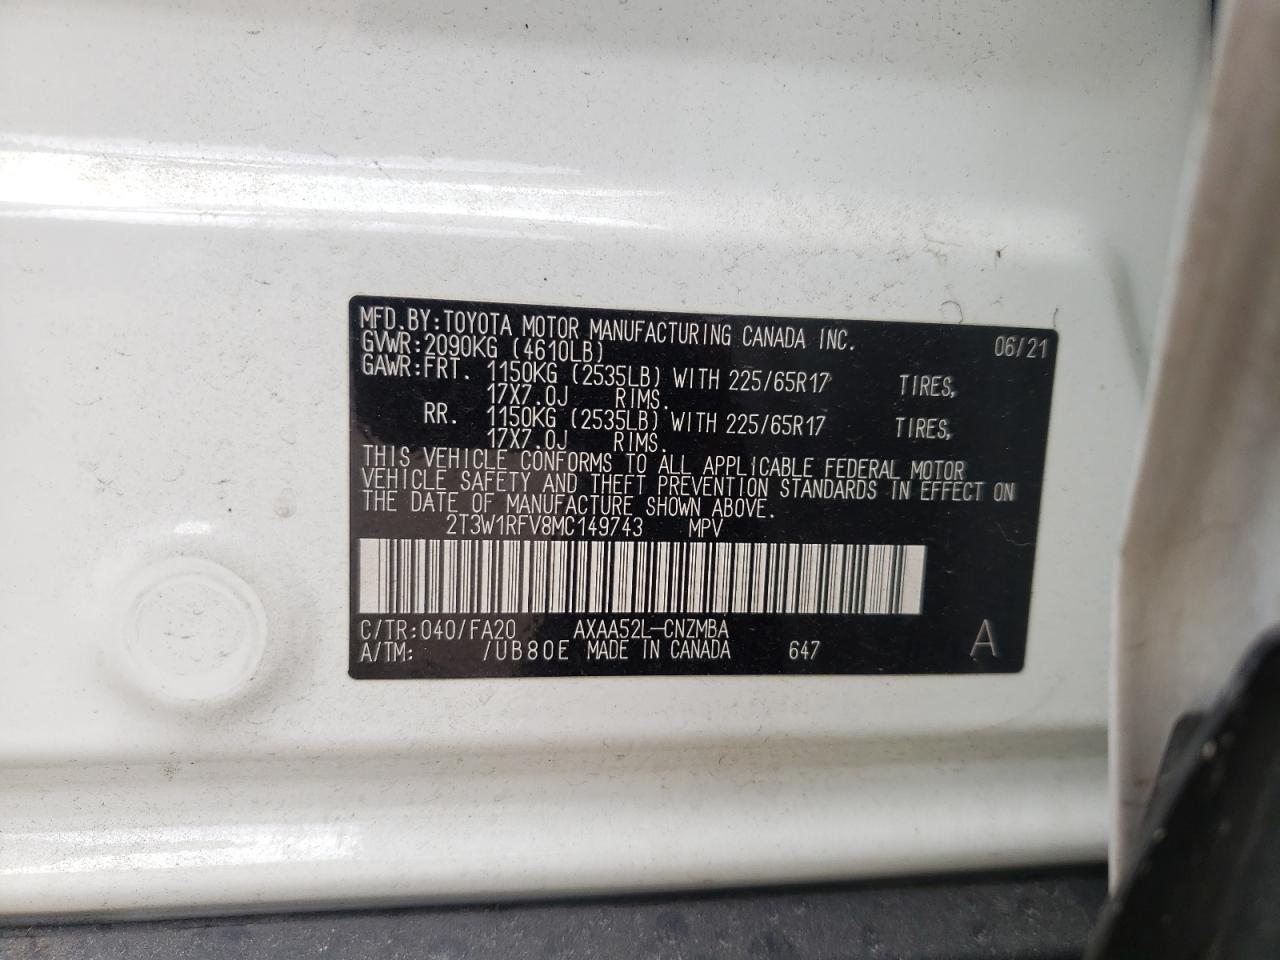 MFD.BY:TOYOTA MOTOR MANUFACTURING CANADA INC. 06/21
GVWR:2090KG (4610LB)
GAWR:FRT. 1150KG (2535LB) WITH 225/65R17 TIRES,
17X7.0J RIMS.
RR. 1150KG (2535LB) WITH 225/65R17 TIRES,
17X7.0J RIMS.
THIS VEHICLE CONFORMS TO ALL APPLICABLE FEDERAL MOTOR
VEHICLE SAFETY AND THEFT PREVENTION STANDARDS IN EFFECT ON
THE DATE OF MANUFACTURE SHOWN ABOVE.
2T3W1RFV8MC149743 MPV
C/TR:040/FA20 AXAA52L-CNZMBA
A/TM: /UB80E MADE IN CANADA 647 A